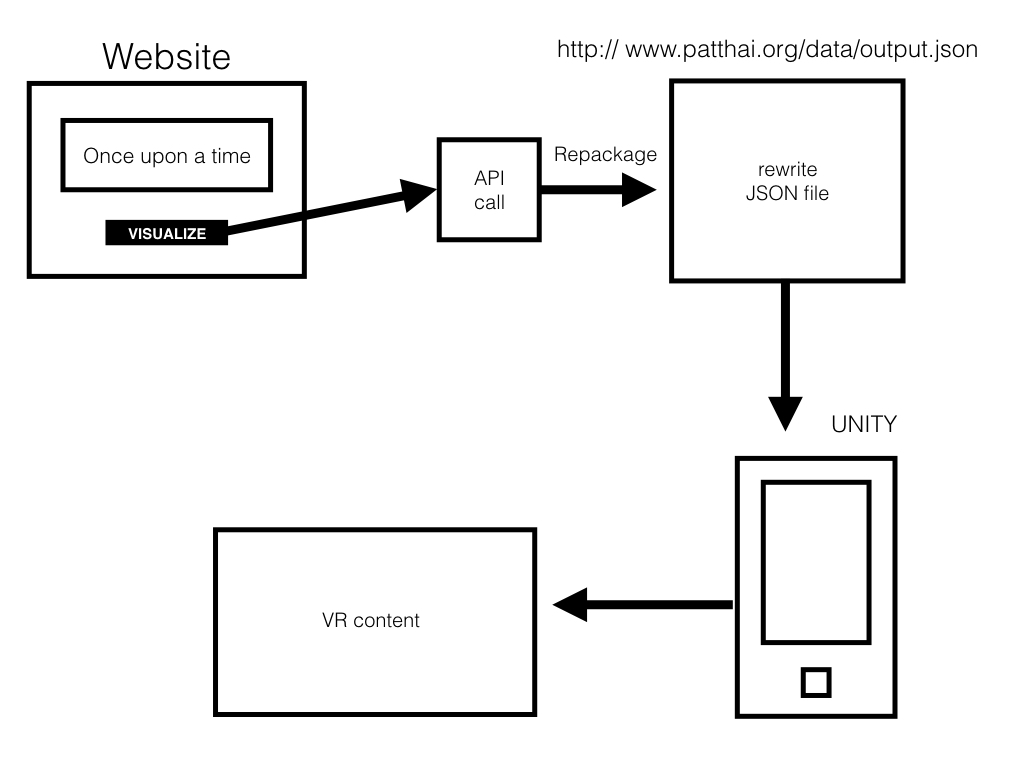 Website
http:// www.patthai.org/data/output.json
Once upon a time
VISUALIZE
API
call
Repackage
rewrite
JSON file
UNITY
VR content